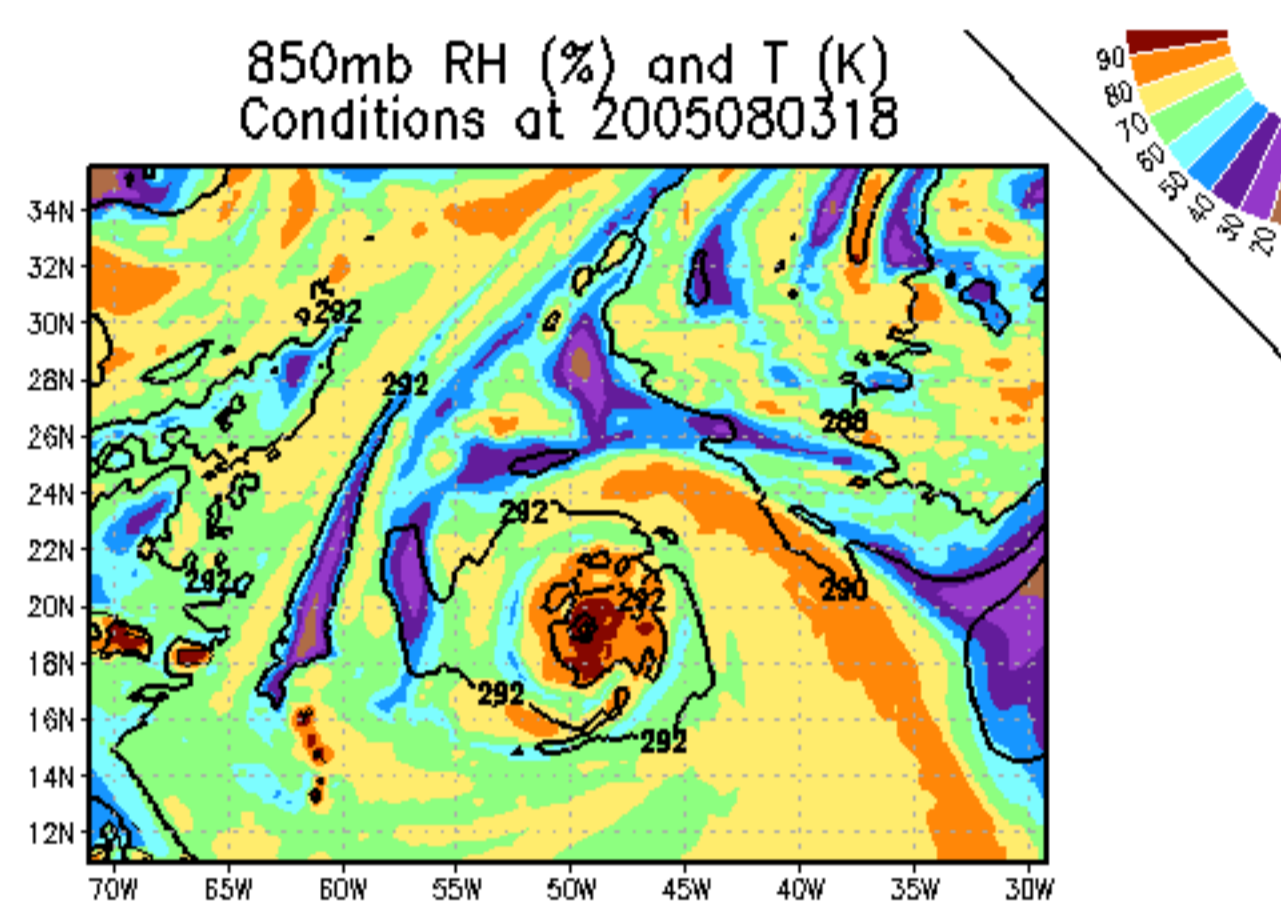 850mb RH (%) and T (K)
Conditions at 2005080318
90
80
70
60
50
40
30
20
34N
32N
30N
28N
26N
24N
22N
20N
18N
16N
14N
12N
292
292
288
292
292
290
292
292
292
70W 65W 60W 55W 50W 45W 40W 35W 30W